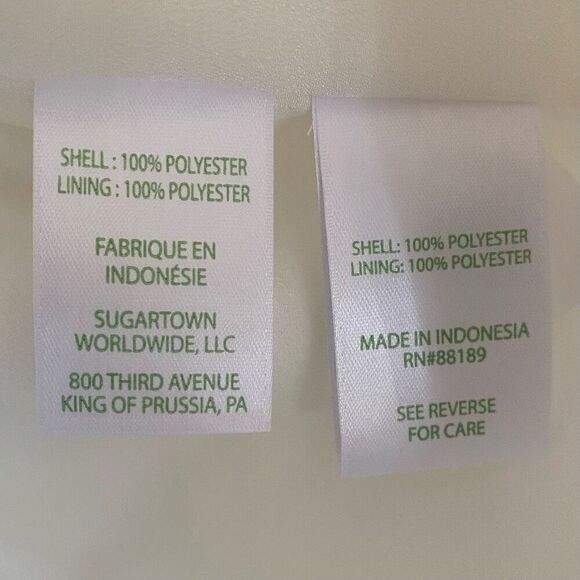 SHELL : 100% POLYESTER
LINING : 100% POLYESTER
FABRIQUE EN
INDONÉSIE
SUGARTOWN
WORLDWIDE, LLC
800 THIRD AVENUE
KING OF PRUSSIA, PA
SHELL: 100% POLYESTER
LINING: 100% POLYESTER
MADE IN INDONESIA
RN#88189
SEE REVERSE
FOR CARE